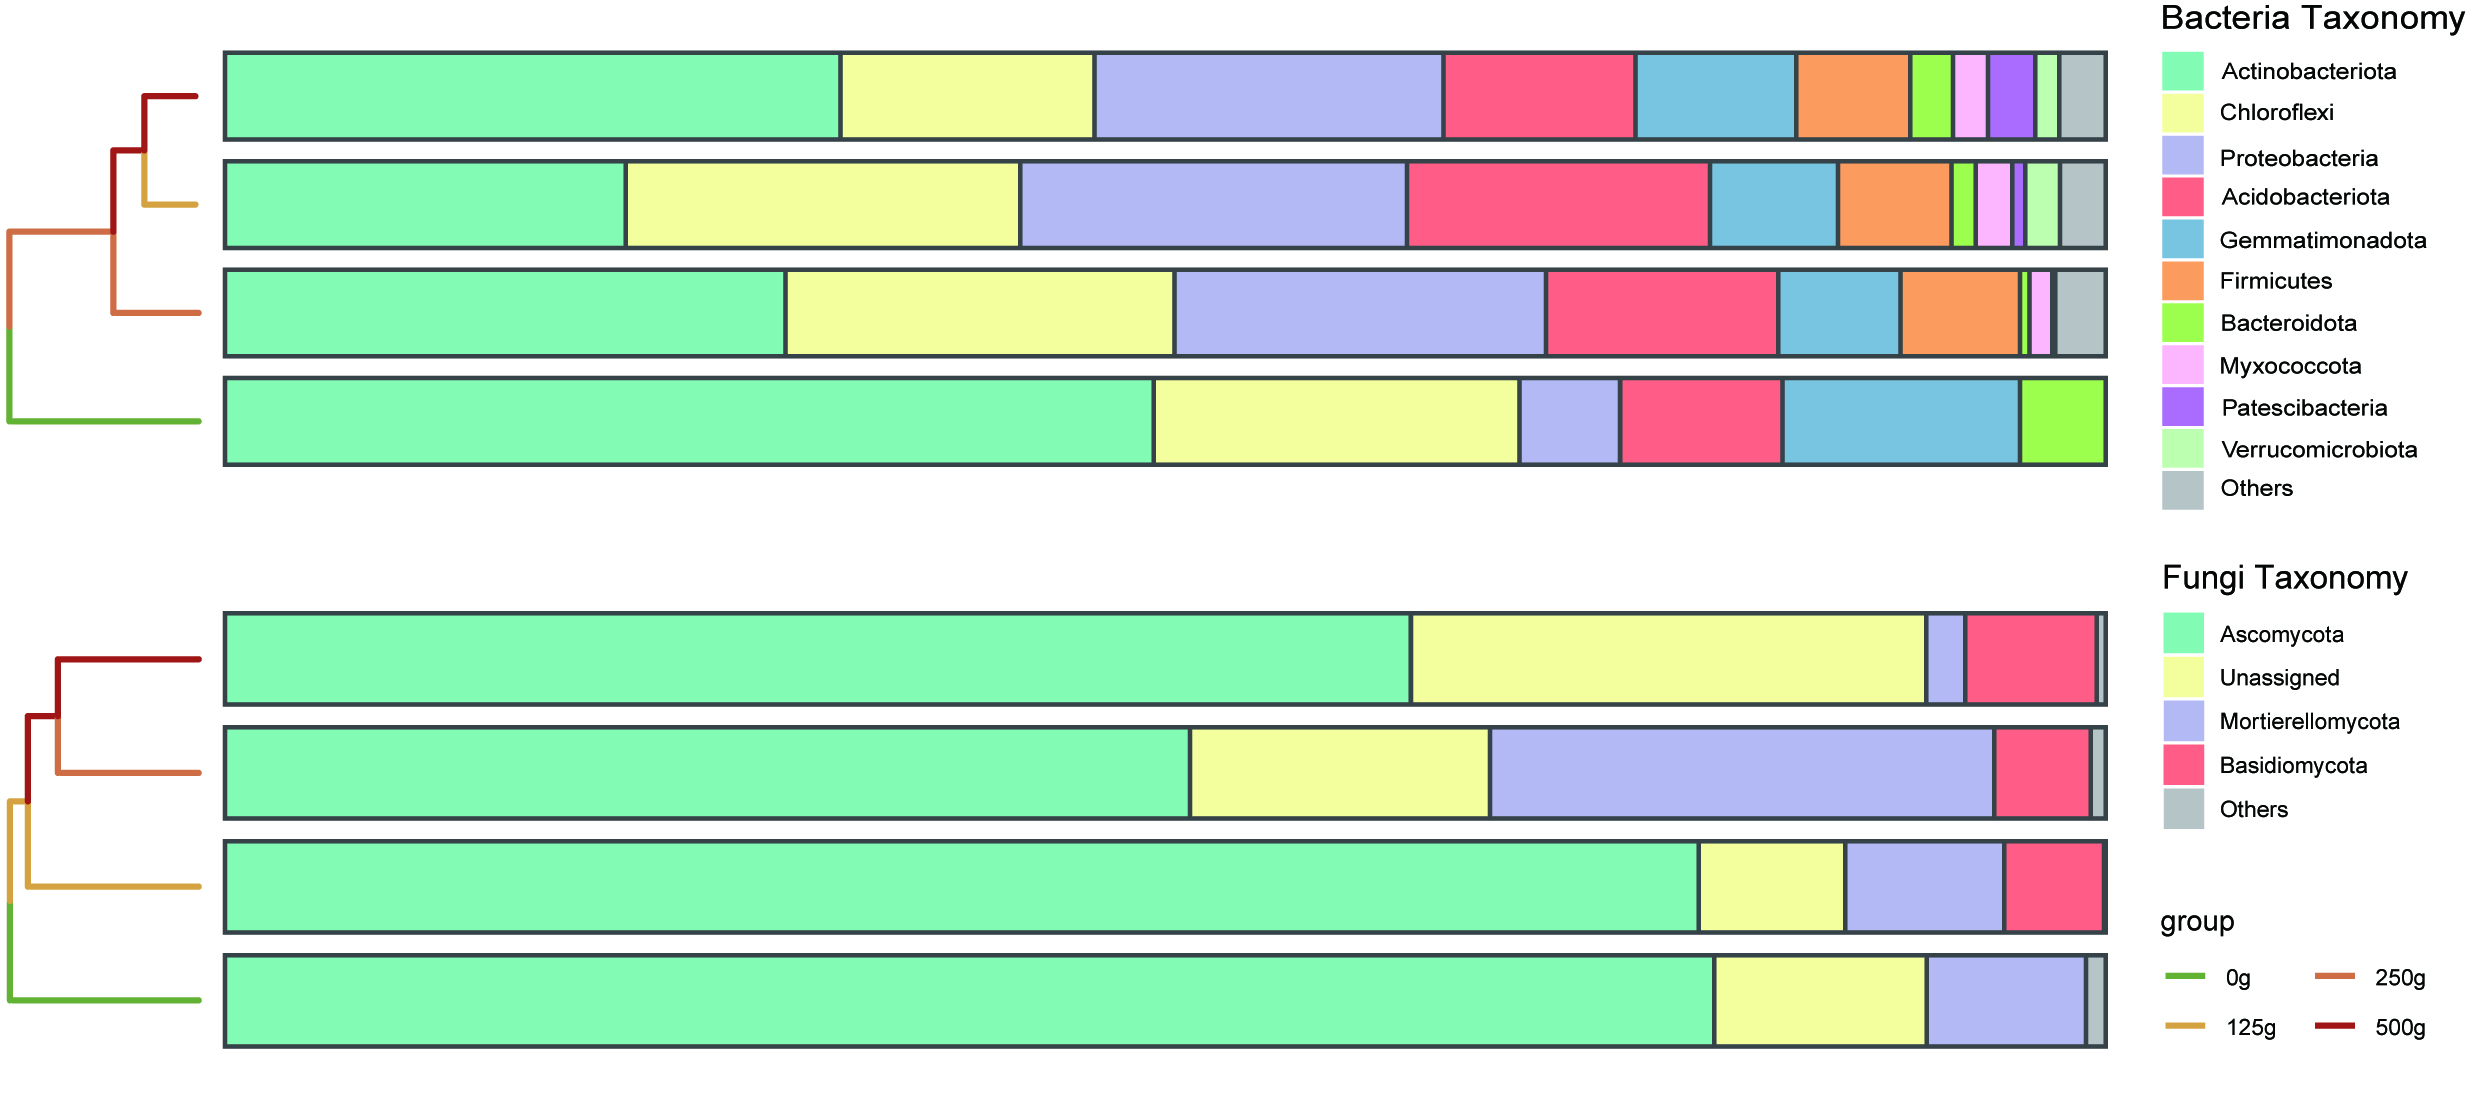 Bacteria Taxonomy
Actinobacteriota
Chloroflexi
Proteobacteria
Acidobacteriota
Gemmatimonadota
Firmicutes
Bacteroidota
Myxococcota
Patescibacteria
Verrucomicrobiota
Others
Fungi Taxonomy
Ascomycota
Unassigned
Mortierellomycota
Basidiomycota
Others
group
0g 250g
125g 500g